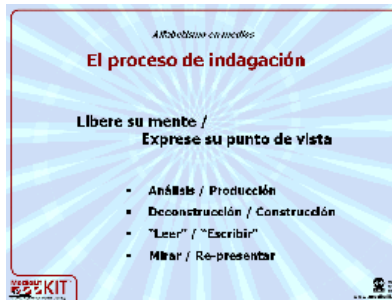 Alfabetismo en medios
El proceso de indagación
Libere su mente /
Exprese su punto de vista
▪ Análisis / Producción
▪ Deconstrucción / Construcción
▪ "Leer" / "Escribir"
▪ Mirar / Re-presentar
KIT